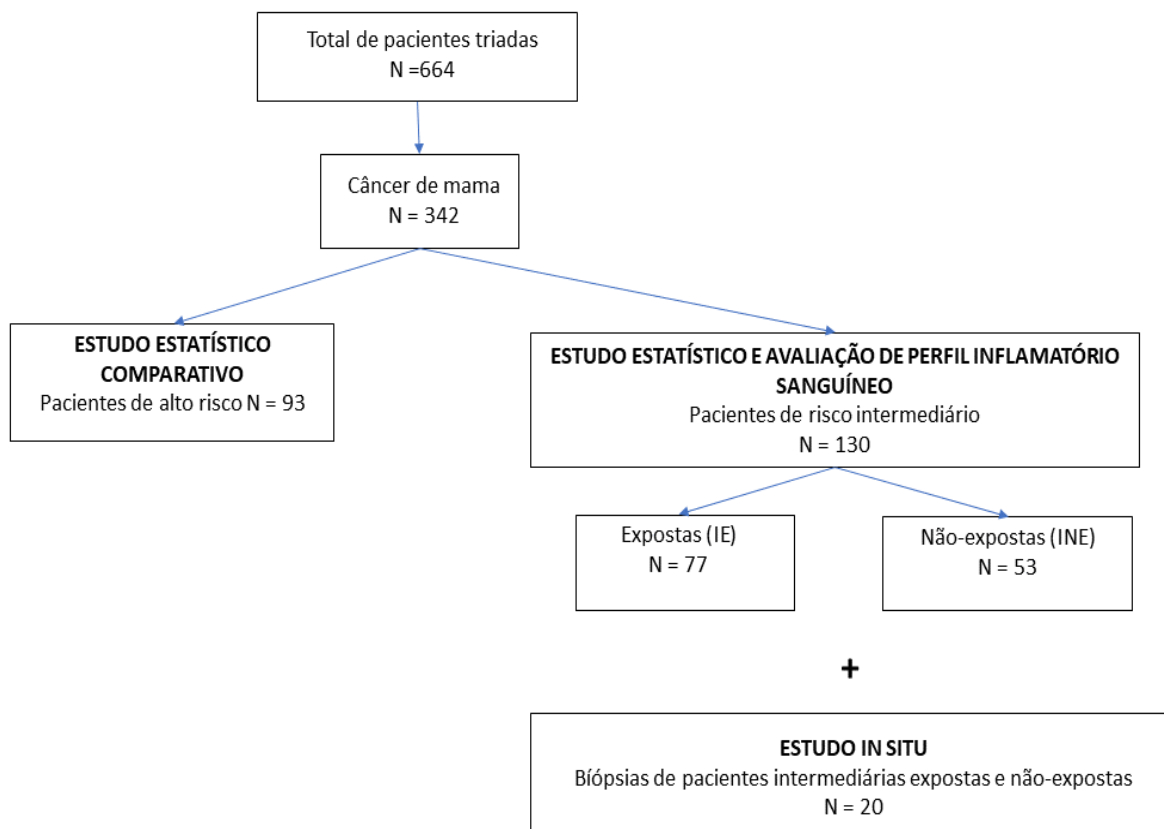 Total de pacientes triadas
N =664
Câncer de mama
N = 342
ESTUDO ESTATÍSTICO
COMPARATIVO
Pacientes de alto risco N = 93
ESTUDO ESTATÍSTICO E AVALIAÇÃO DE PERFIL INFLAMATÓRIO
SANGUÍNEO
Pacientes de risco intermediário
N = 130
Expostas (IE)
N = 77
Não-expostas (INE)
N = 53
+
ESTUDO IN SITU
Bíópsias de pacientes intermediárias expostas e não-expostas
N = 20